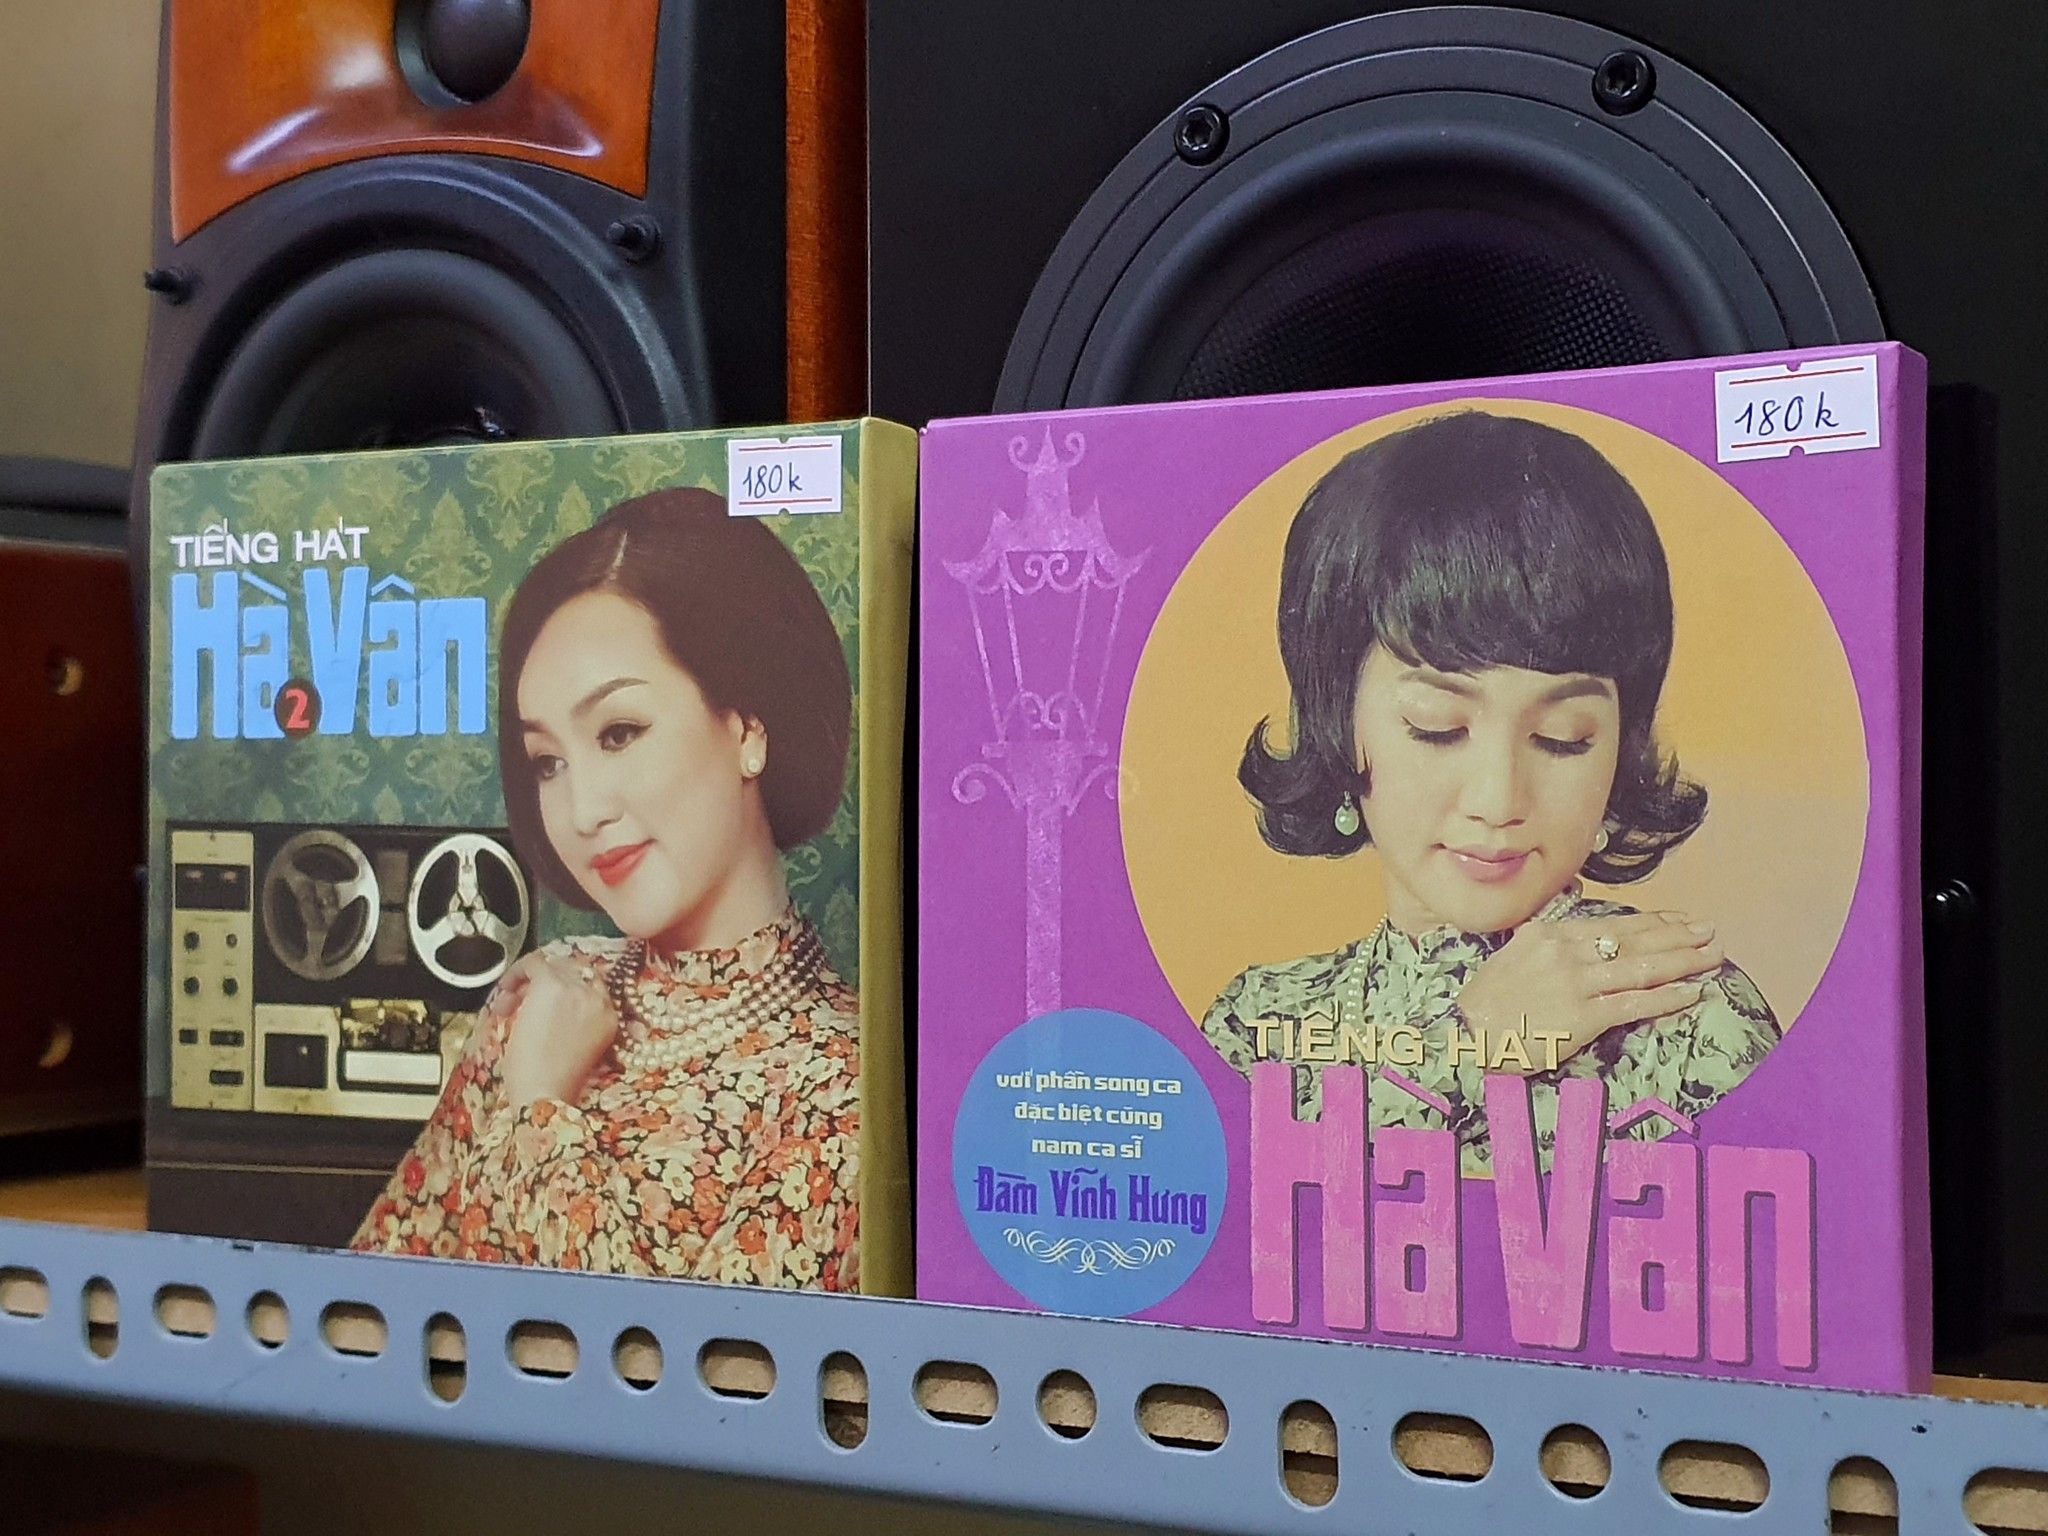 180k
TIẾNG HÁT
Hà Vân
2
180k
TIẾNG HÁT
Hà Vân
với phần song ca
đặc biệt cùng
nam ca sĩ
Đàm Vĩnh Hưng